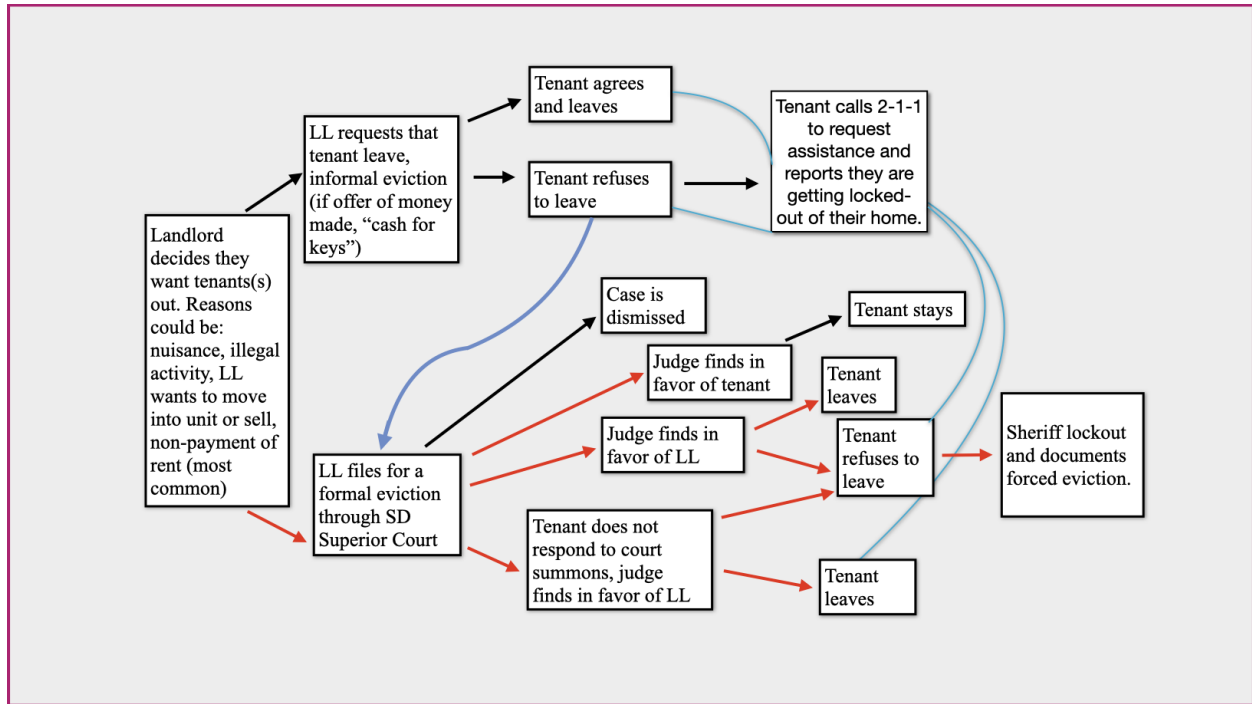 Landlord
decides they
want tenants(s)
out. Reasons
could be:
nuisance, illegal
activity, LL
wants to move
into unit or sell,
non-payment of
rent (most
common)
LL requests that
tenant leave,
informal eviction
(if offer of money
made, “cash for
keys”)
Tenant agrees
and leaves
Tenant refuses
to leave
Tenant calls 2-1-1
to request
assistance and
reports they are
getting locked-
out of their home.
LL files for a
formal eviction
through SD
Superior Court
Case is
dismissed
Judge finds in
favor of tenant
Tenant stays
Judge finds in
favor of LL
Tenant
leaves
Tenant
refuses to
leave
Sheriff lockout
and documents
forced eviction.
Tenant does not
respond to court
summons, judge
finds in favor of LL
Tenant
leaves